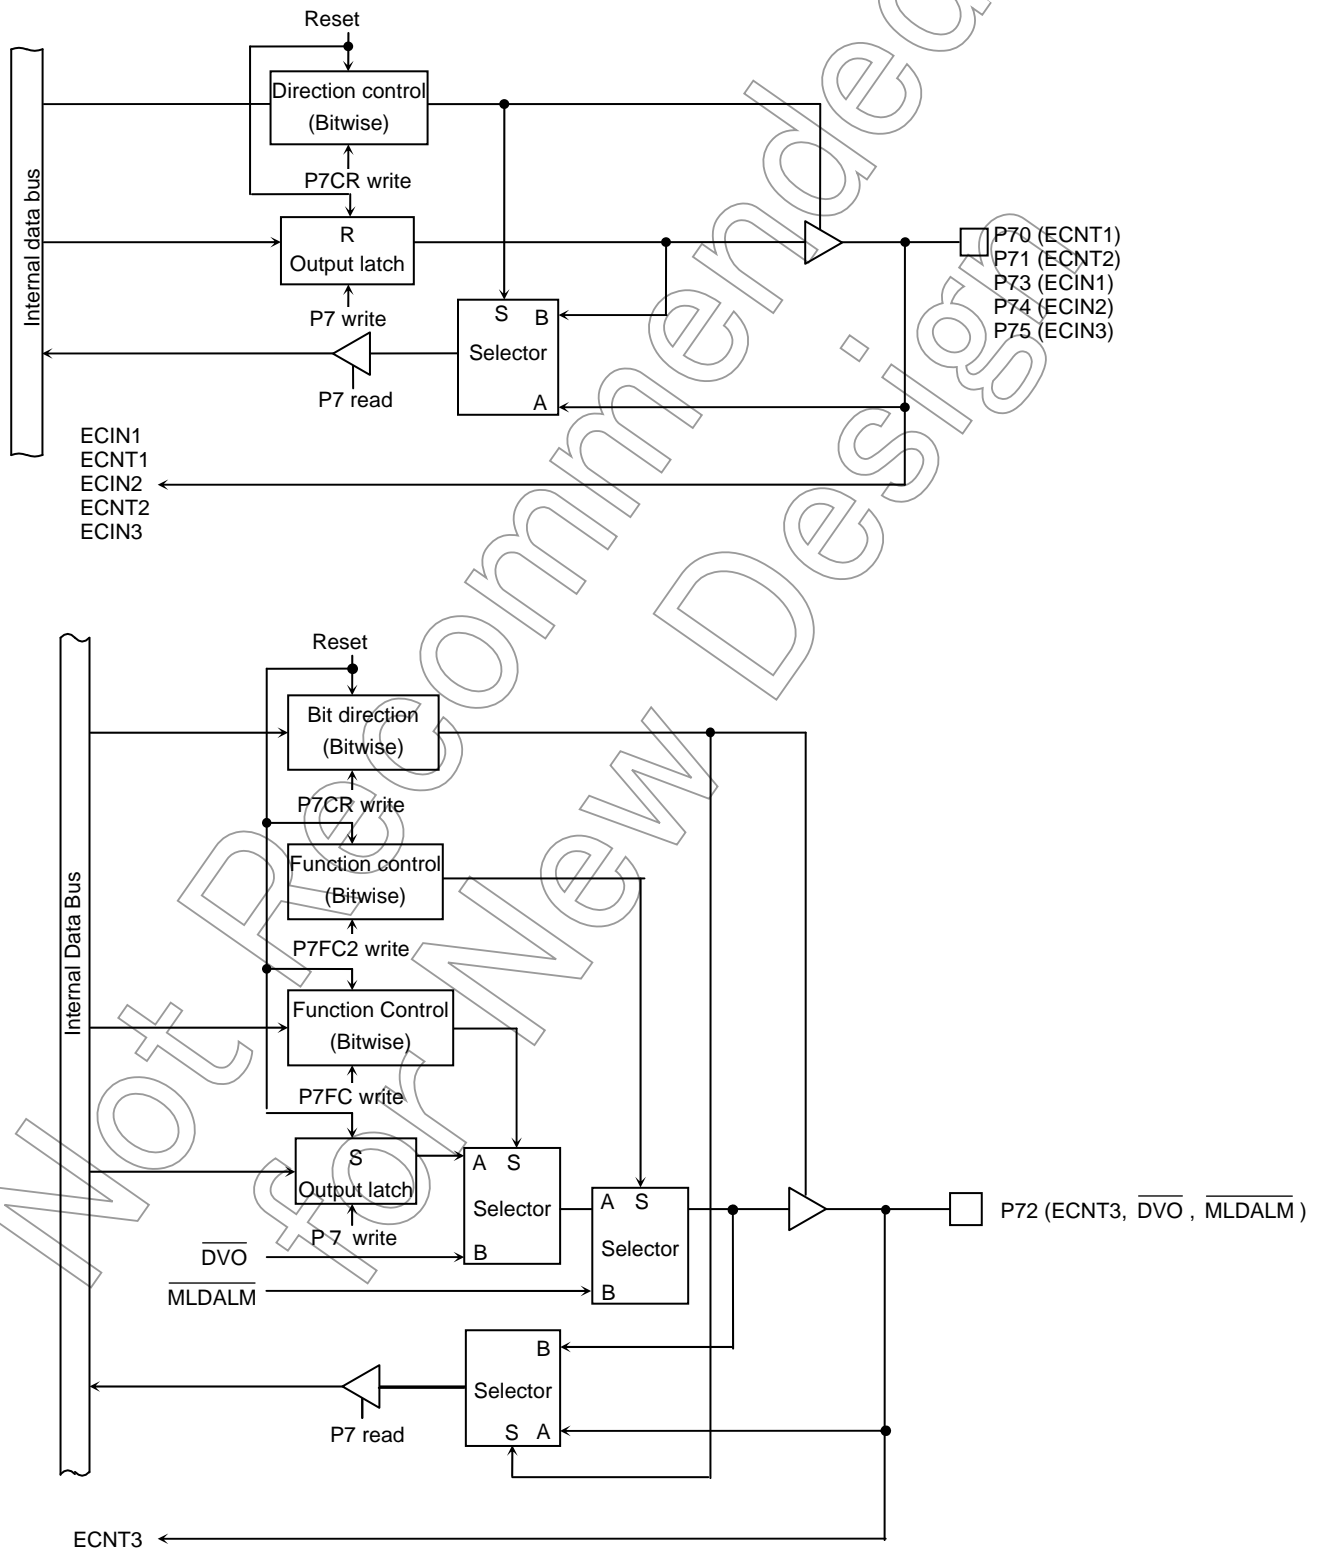 Reset
Direction control
(Bitwise)
P7CR write
R
Output latch
P7 write
S B
Selector
A
P7 read
Internal data bus
P70 (ECNT1)
P71 (ECNT2)
P73 (ECIN1)
P74 (ECIN2)
P75 (ECIN3)
ECIN1
ECNT1
ECIN2
ECNT2
ECIN3
Reset
Bit direction
(Bitwise)
P7CR write
Function control
(Bitwise)
P7FC2 write
Internal Data Bus
Function Control
(Bitwise)
P7FC write
S
Output latch
P 7 write
A S
Selector
B
A S
Selector
B
DVO
MLDALM
P72 (ECNT3, DVO , MLDALM )
B
Selector
S A
P7 read
ECNT3
Not Recommended
for New Design